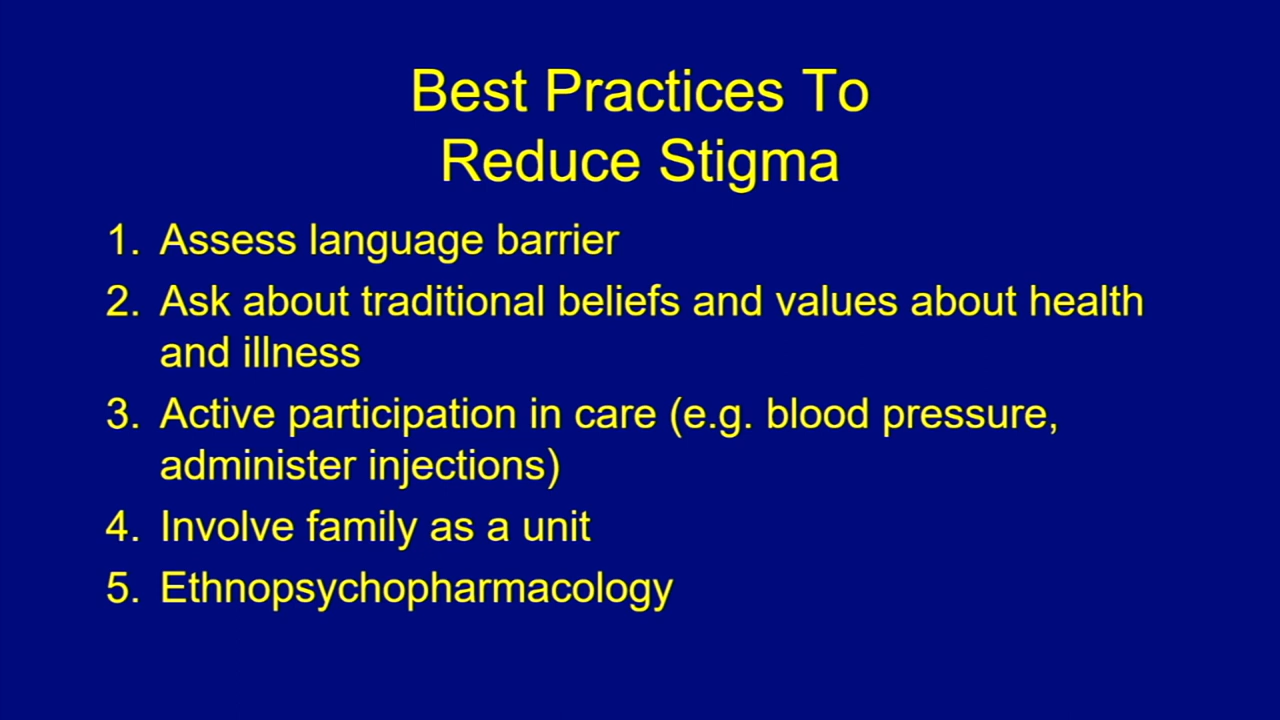 Best Practices To
Reduce Stigma
1. Assess language barrier
2. Ask about traditional beliefs and values about health
and illness
3. Active participation in care (e.g. blood pressure,
administer injections)
4. Involve family as a unit
5. Ethnopsychopharmacology